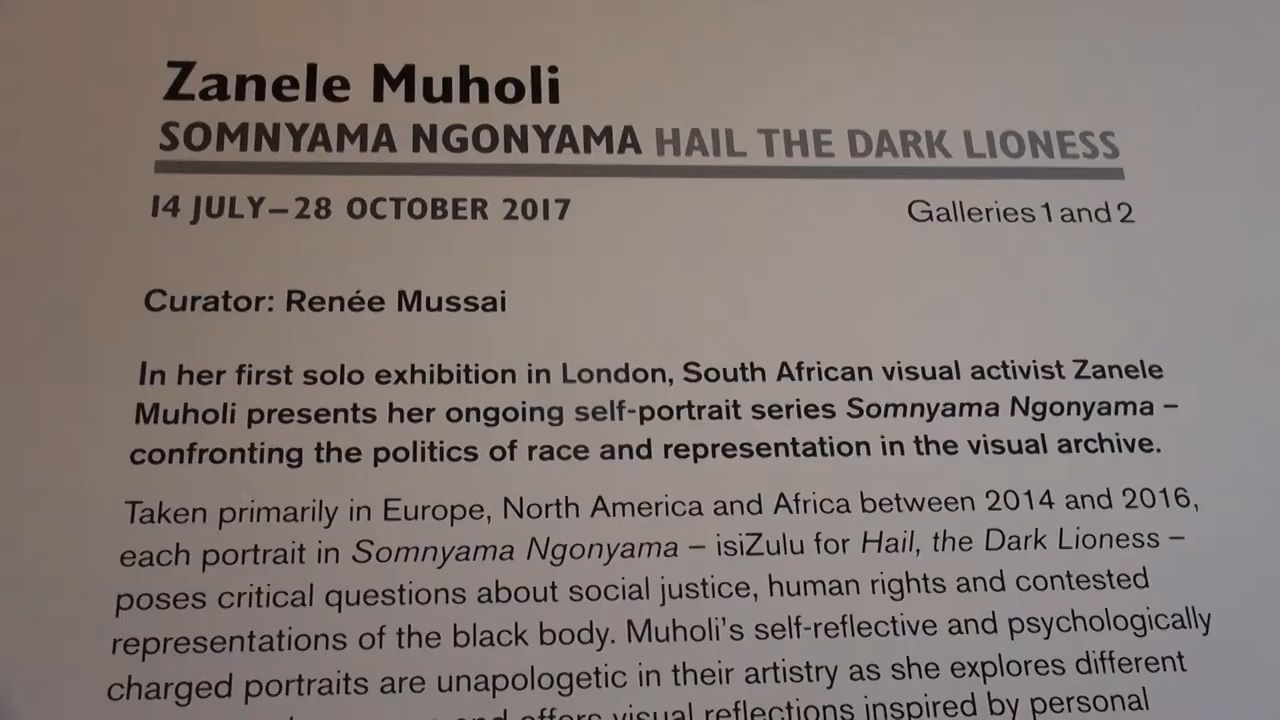 Zanele Muholi
SOMNYAMA NGONYAMA HAIL THE DARK LIONESS
14 JULY–28 OCTOBER 2017
Galleries 1 and 2
Curator: Renée Mussai
In her first solo exhibition in London, South African visual activist Zanele
Muholi presents her ongoing self-portrait series Somnyama Ngonyama –
confronting the politics of race and representation in the visual archive.
Taken primarily in Europe, North America and Africa between 2014 and 2016,
each portrait in Somnyama Ngonyama – isiZulu for Hail, the Dark Lioness –
poses critical questions about social justice, human rights and contested
representations of the black body. Muholi's self-reflective and psychologically
charged portraits are unapologetic in their artistry as she explores different
and offers visual reflections inspired by personal